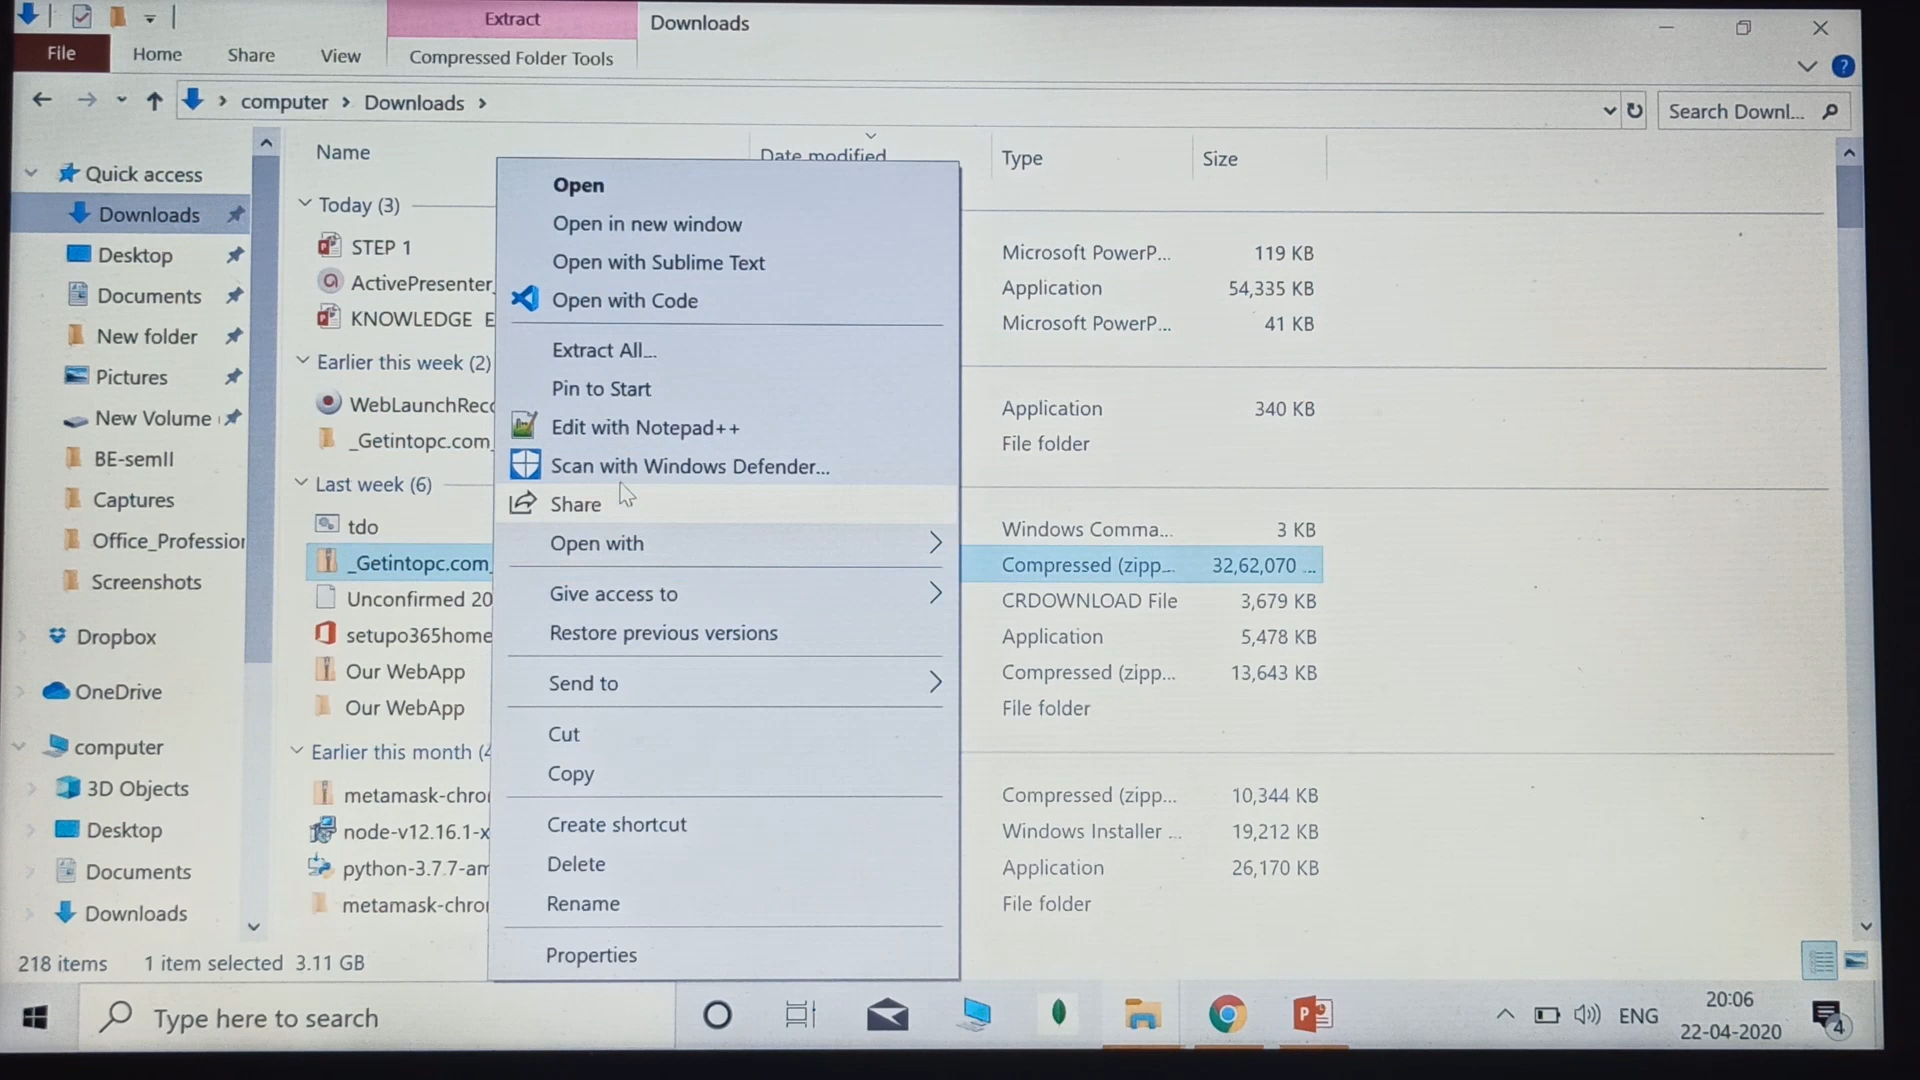 Extract
Downloads
File
Home
Share
View
Compressed Folder Tools
computer
Downloads
Search Downl...
Name
Date modified
Type
Size
Quick access
Downloads
Desktop
Documents
New folder
Pictures
New Volume
BE-semII
Captures
Office_Profession
Screenshots
Dropbox
OneDrive
computer
3D Objects
Desktop
Documents
Downloads
Today (3)
STEP 1
Microsoft PowerP...
119 KB
ActivePresenter_
Application
54,335 KB
KNOWLEDGE E
Microsoft PowerP...
41 KB
Earlier this week (2)
WebLaunchReco
Application
340 KB
_Getintopc.com_
File folder
Last week (6)
tdo
Windows Comma...
3 KB
_Getintopc.com_
Compressed (zipp...
32,62,070 ...
Unconfirmed 20
CRDOWNLOAD File
3,679 KB
setupo365home
Application
5,478 KB
Our WebApp
Compressed (zipp...
13,643 KB
Our WebApp
File folder
Earlier this month (4
metamask-chro
Compressed (zipp...
10,344 KB
node-v12.16.1-x
Windows Installer ...
19,212 KB
python-3.7.7-am
Application
26,170 KB
metamask-chro
File folder
Open
Open in new window
Open with Sublime Text
Open with Code
Extract All...
Pin to Start
Edit with Notepad++
Scan with Windows Defender...
Share
Open with
Give access to
Restore previous versions
Send to
Cut
Copy
Create shortcut
Delete
Rename
Properties
218 items
1 item selected 3.11 GB
Type here to search
ENG
20:06
22-04-2020
4